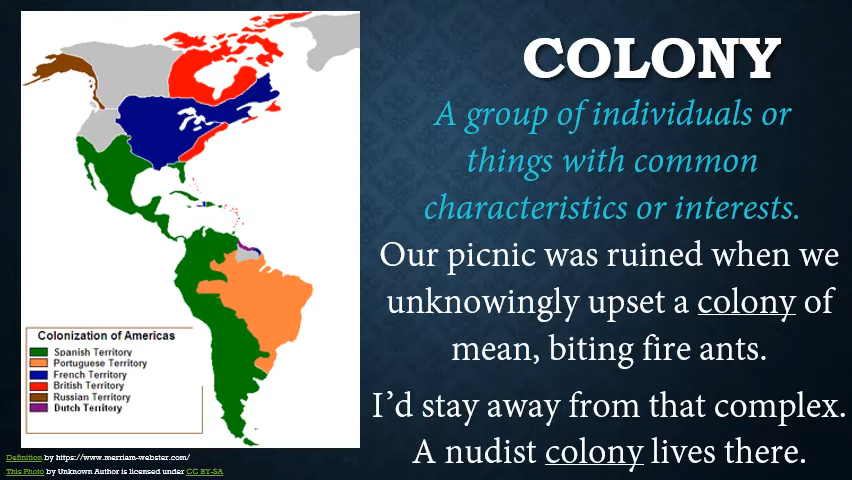 COLONY
A group of individuals or
things with common
characteristics or interests.
Our picnic was ruined when we
unknowingly upset a colony of
mean, biting fire ants.
I'd stay away from that complex.
A nudist colony lives there.
Colonization of Americas
Spanish Territory
Portuguese Territory
French Territory
British Territory
Russian Territory
Dutch Territory
Definition by https://www.merriam-webster.com/
This Photo by Unknown Author is licensed under CC BY-SA